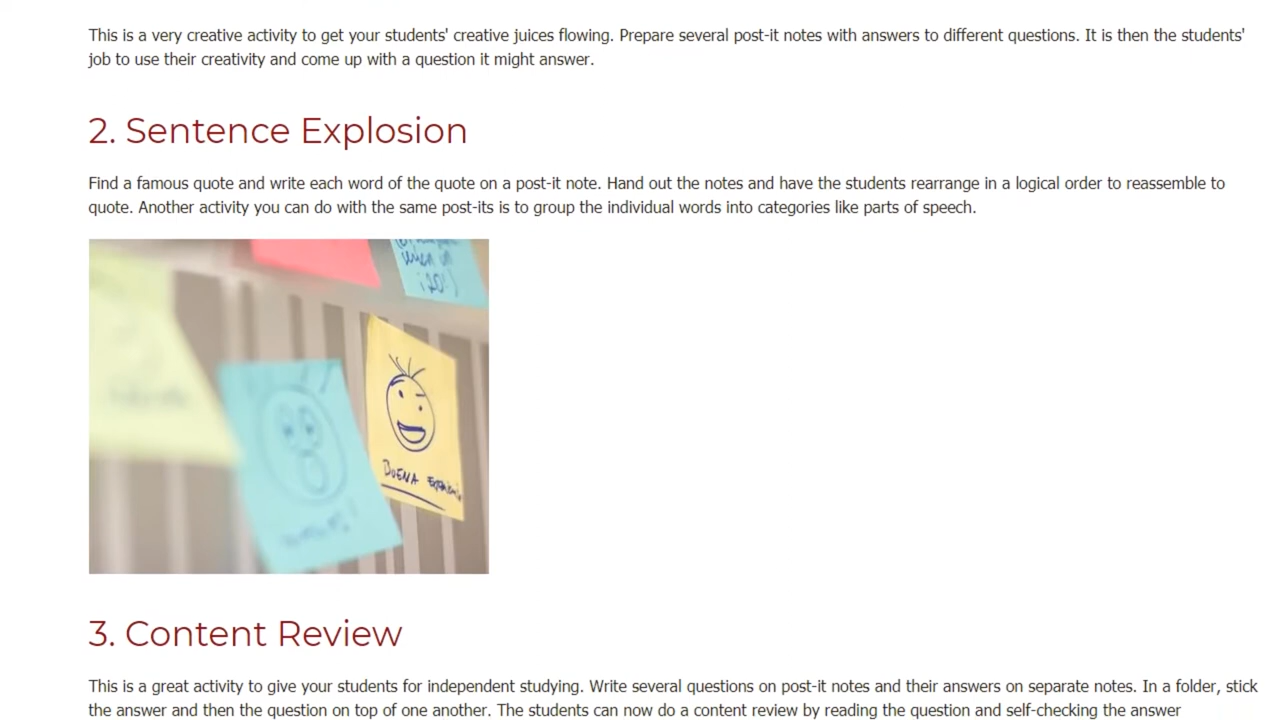 This is a very creative activity to get your students' creative juices flowing. Prepare several post-it notes with answers to different questions. It is then the students'
job to use their creativity and come up with a question it might answer.
2. Sentence Explosion
Find a famous quote and write each word of the quote on a post-it note. Hand out the notes and have the students rearrange in a logical order to reassemble to
quote. Another activity you can do with the same post-its is to group the individual words into categories like parts of speech.
BUENA
3. Content Review
This is a great activity to give your students for independent studying. Write several questions on post-it notes and their answers on separate notes. In a folder, stick
the answer and then the question on top of one another. The students can now do a content review by reading the question and self-checking the answer